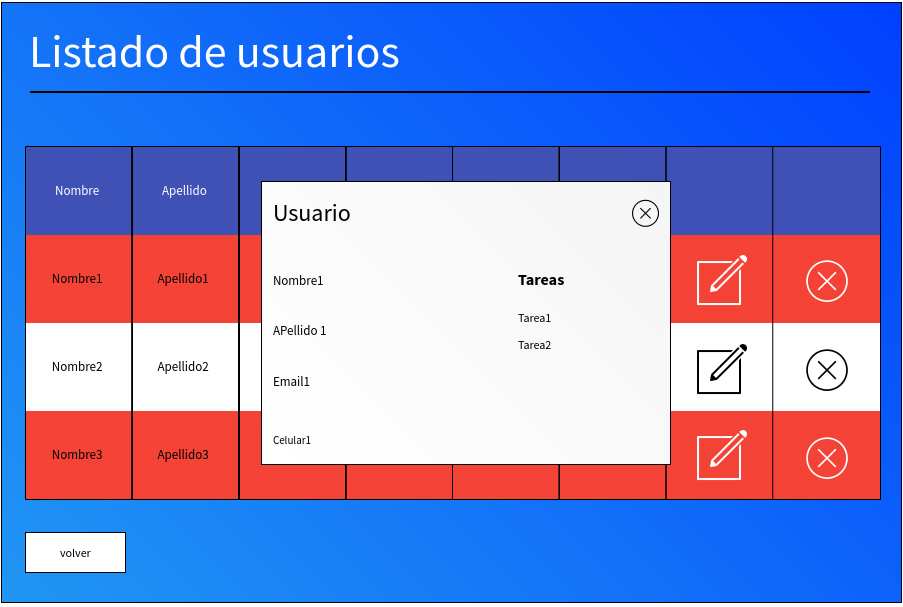 Listado de usuarios
Nombre Apellido
Usuario
Nombre1 Apellido1
Nombre1 Tareas
APellido 1 Tarea1
Tarea2
Nombre2 Apellido2
Email1
Celular1
Nombre3 Apellido3
volver